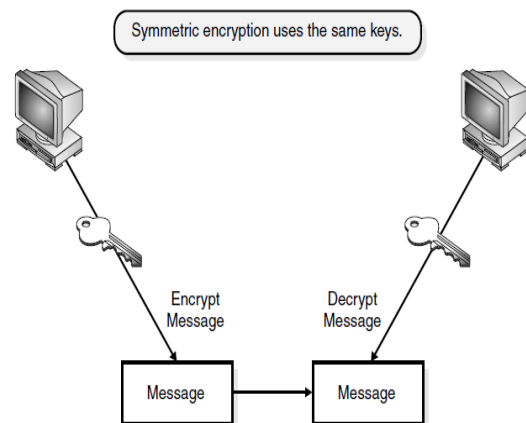 Symmetric encryption uses the same keys.
Encrypt
Message
Decrypt
Message
Message
Message